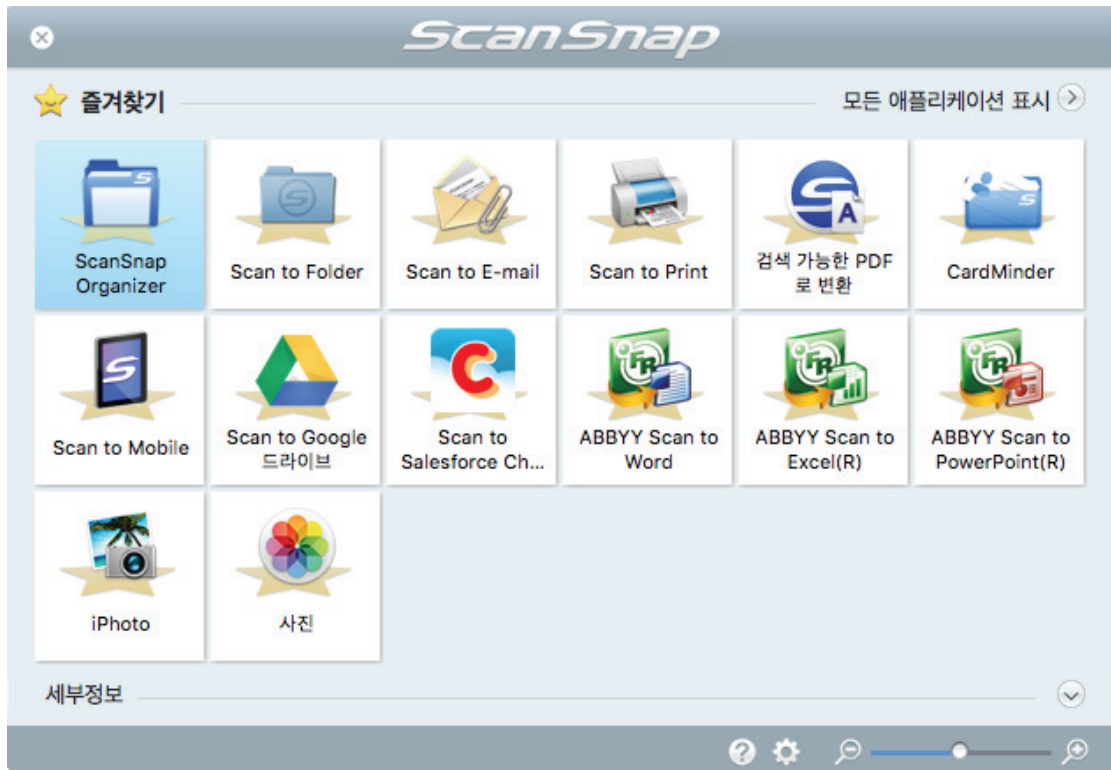 ScanSnap
즐겨찾기
모든 애플리케이션 표시
ScanSnap
Organizer
Scan to Folder
Scan to E-mail
Scan to Print
검색 가능한 PDF
로 변환
CardMinder
Scan to Mobile
Scan to Google
드라이브
Scan to
Salesforce Ch...
ABBYY Scan to
Word
ABBYY Scan to
Excel(R)
ABBYY Scan to
PowerPoint(R)
iPhoto
사진
세부정보